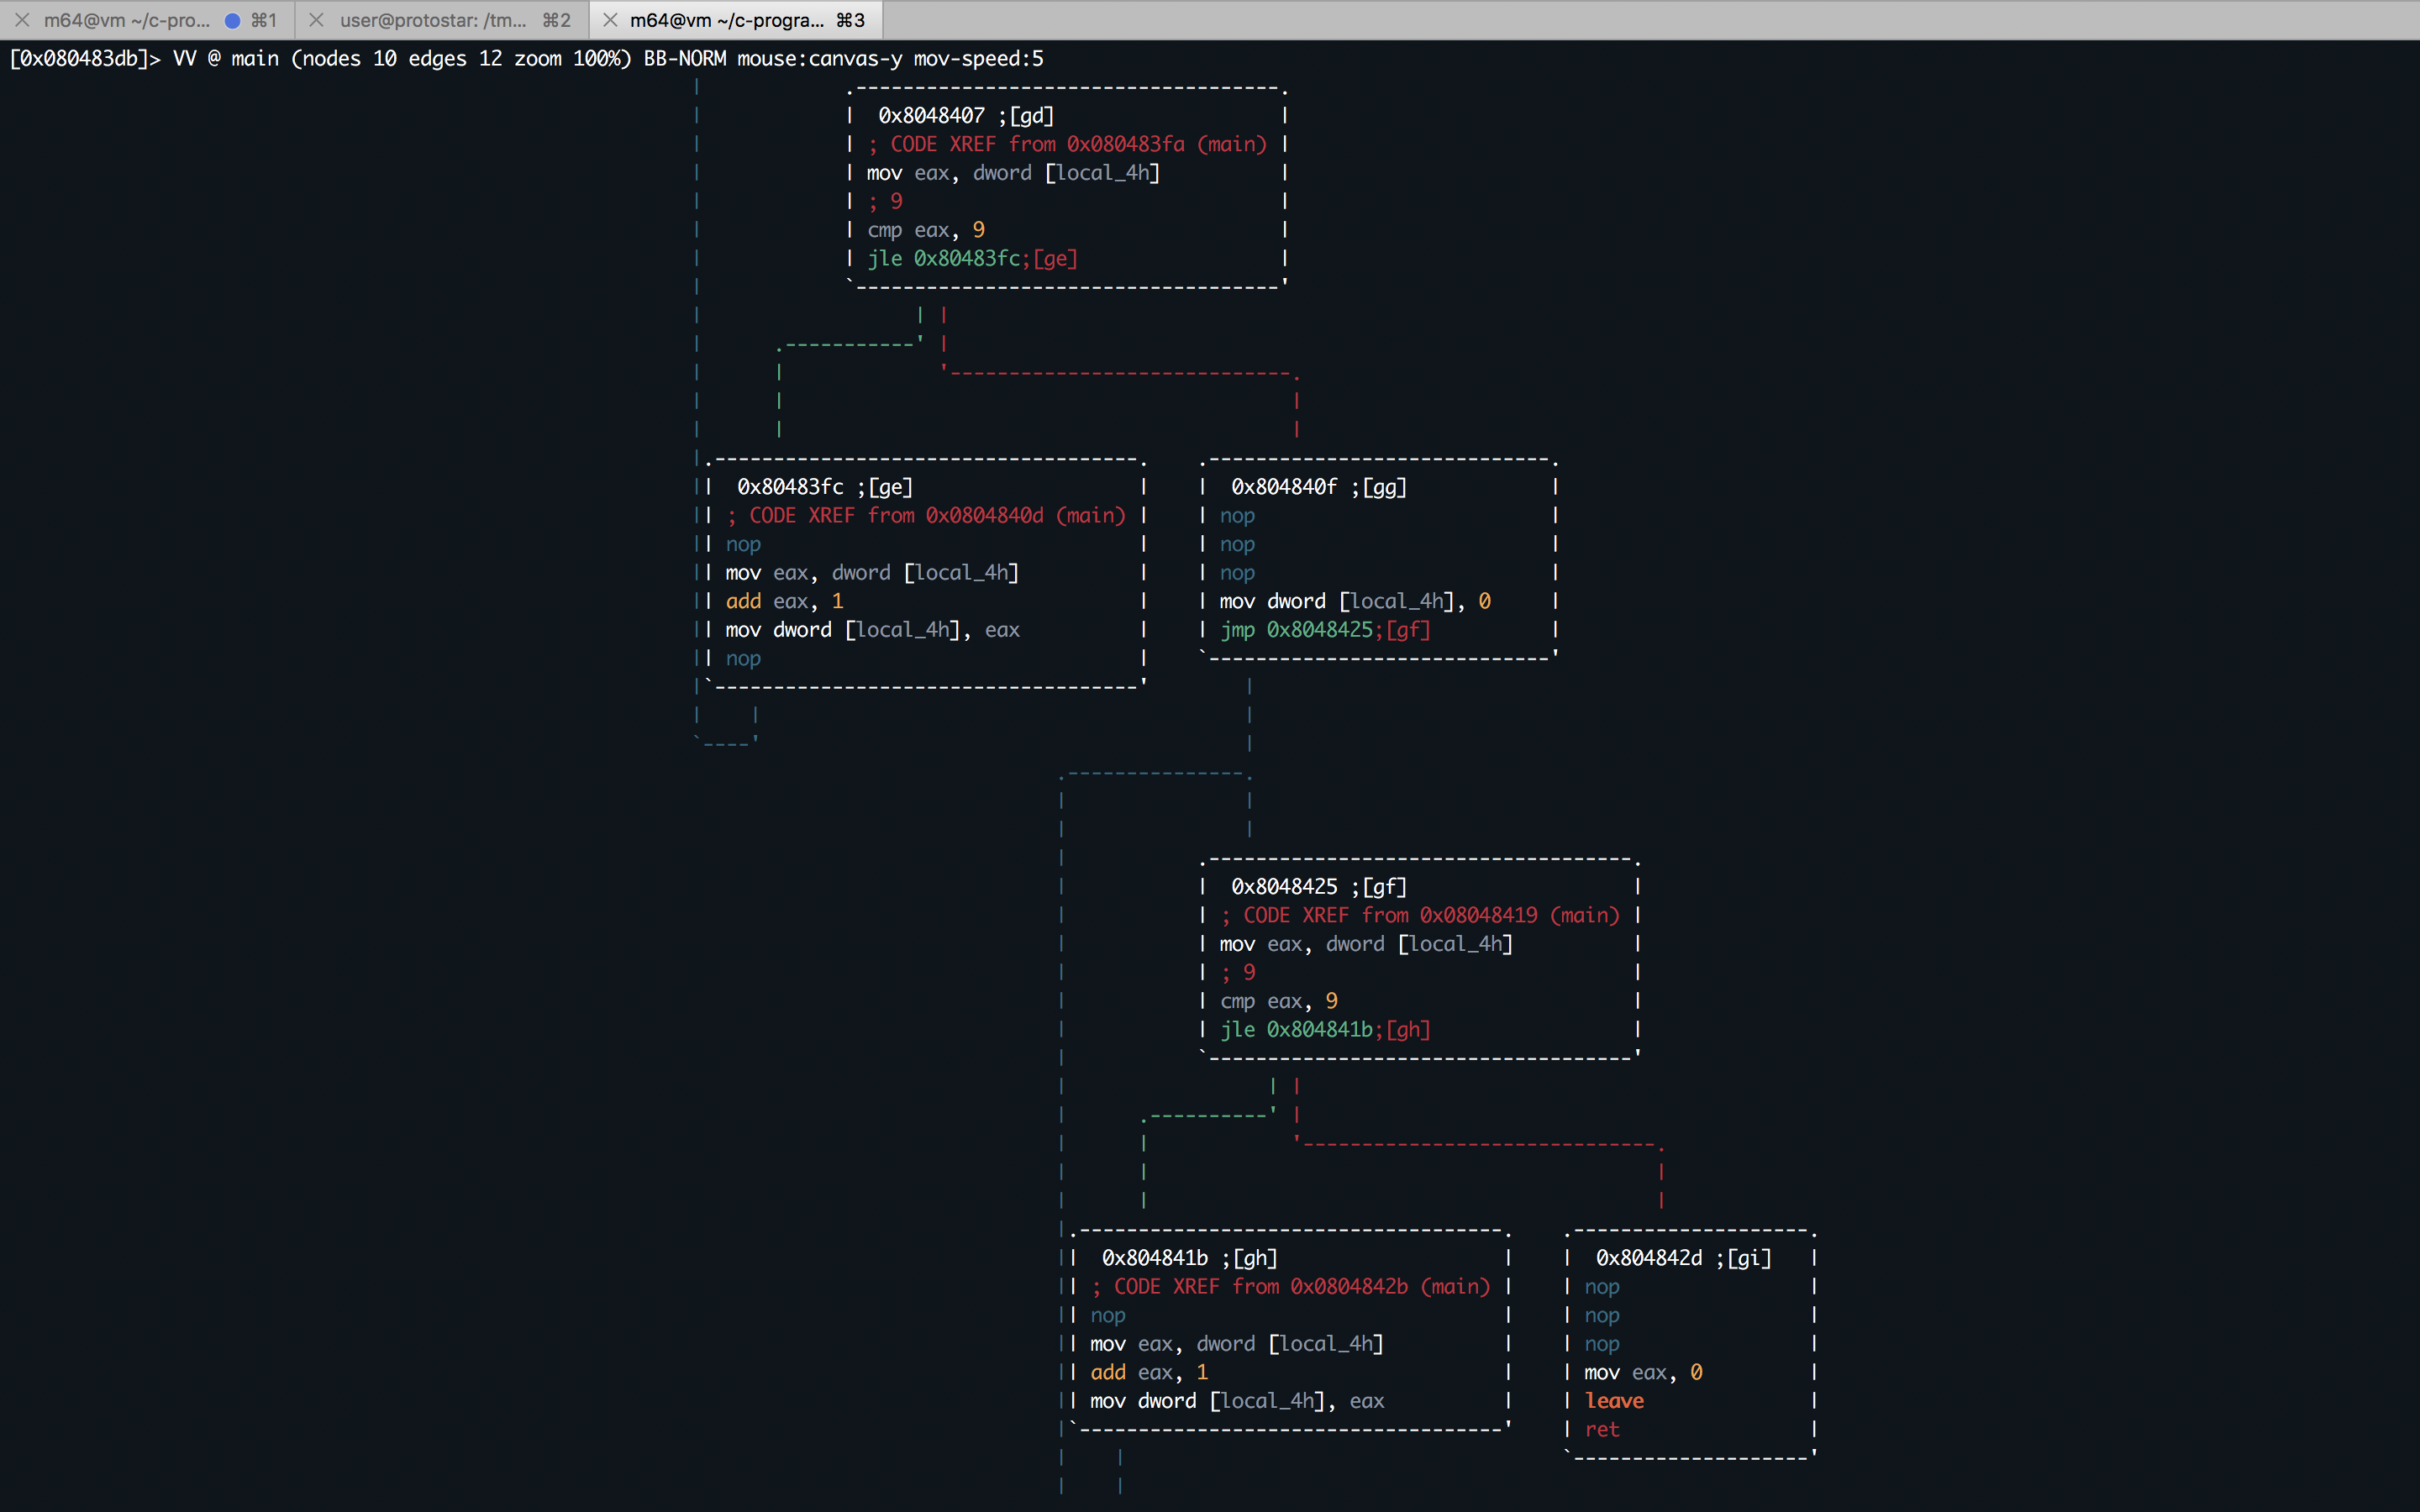 m64@vm ~/c-pro... ⌘1 user@protostar: /tm... ⌘2 m64@vm ~/c-progra... ⌘3
[0x080483db]> VV @ main (nodes 10 edges 12 zoom 100%) BB-NORM mouse:canvas-y mov-speed:5
0x8048407 ;[gd]
; CODE XREF from 0x080483fa (main)
mov eax, dword [local_4h]
; 9
cmp eax, 9
jle 0x80483fc;[ge]
0x80483fc ;[ge]
; CODE XREF from 0x0804840d (main)
nop
mov eax, dword [local_4h]
add eax, 1
mov dword [local_4h], eax
nop
0x804840f ;[gg]
nop
nop
nop
mov dword [local_4h], 0
jmp 0x8048425;[gf]
0x8048425 ;[gf]
; CODE XREF from 0x08048419 (main)
mov eax, dword [local_4h]
; 9
cmp eax, 9
jle 0x804841b;[gh]
0x804841b ;[gh]
; CODE XREF from 0x0804842b (main)
nop
mov eax, dword [local_4h]
add eax, 1
mov dword [local_4h], eax
0x804842d ;[gi]
nop
nop
nop
mov eax, 0
leave
ret